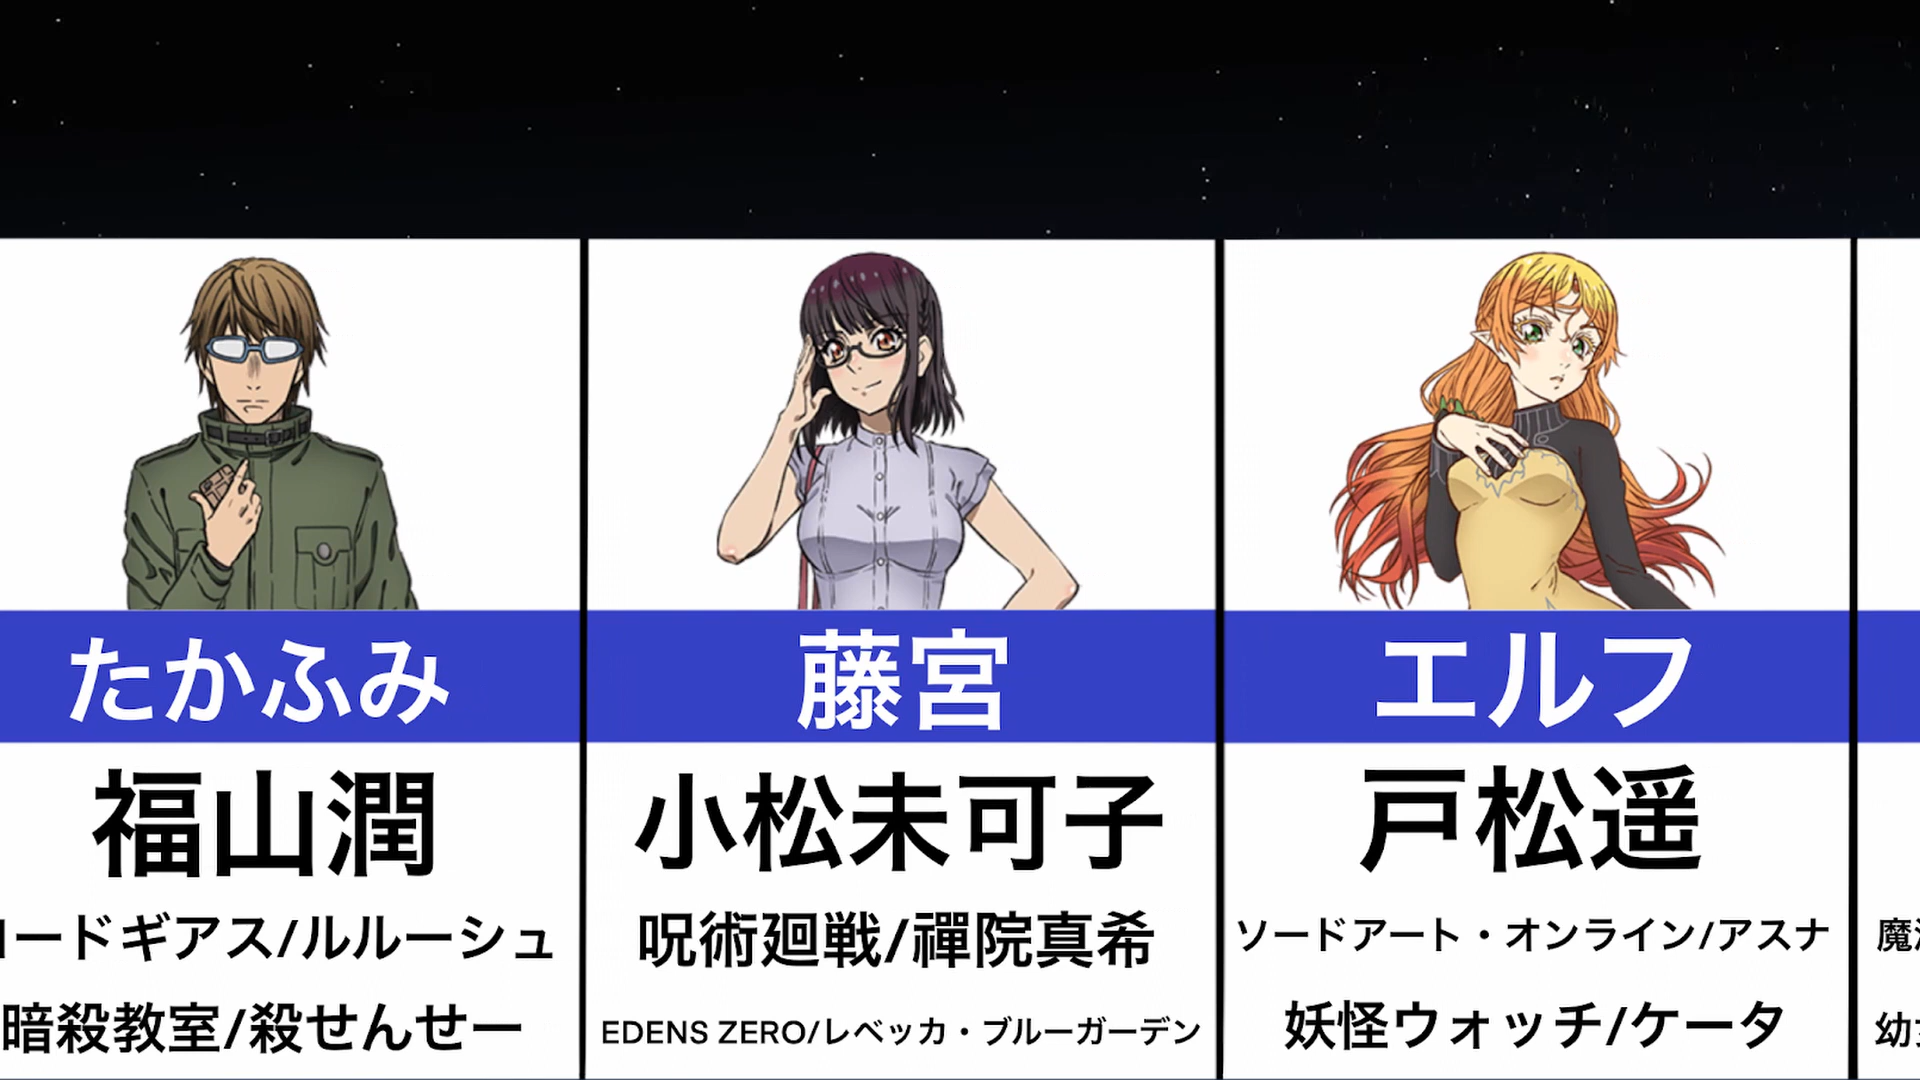 たかふみ
福山潤
コードギアス/ルルーシュ
暗殺教室/殺せんせー
藤宮
小松未可子
呪術廻戦/禪院真希
EDENS ZERO/レベッカ・ブルーガーデン
エルフ
戸松遥
ソードアート・オンライン/アスナ
妖怪ウォッチ/ケータ
魔
幼